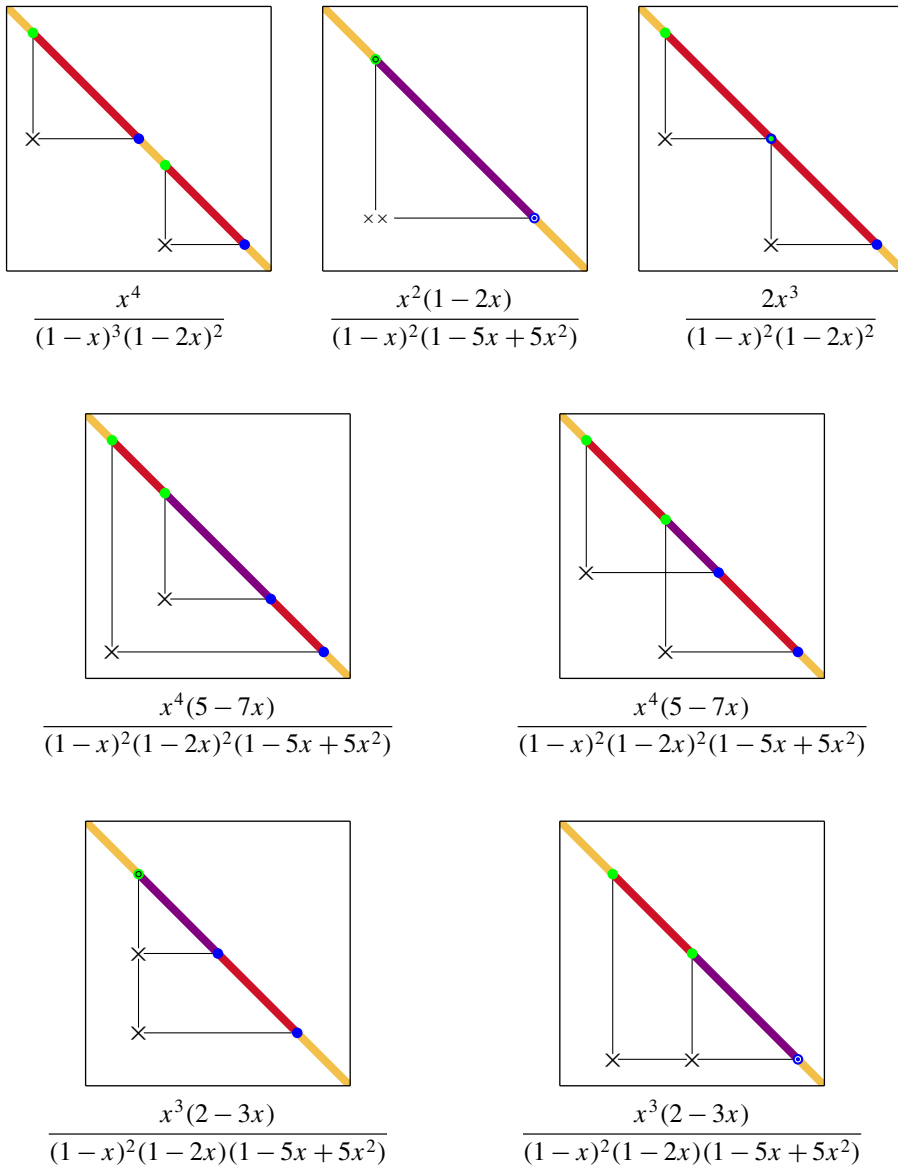 x^4 / ((1 − x)^3(1 − 2x)^2)
x^2(1 − 2x) / ((1 − x)^2(1 − 5x + 5x^2))
2x^3 / ((1 − x)^2(1 − 2x)^2)
x^4(5 − 7x) / ((1 − x)^2(1 − 2x)^2(1 − 5x + 5x^2))
x^4(5 − 7x) / ((1 − x)^2(1 − 2x)^2(1 − 5x + 5x^2))
x^3(2 − 3x) / ((1 − x)^2(1 − 2x)(1 − 5x + 5x^2))
x^3(2 − 3x) / ((1 − x)^2(1 − 2x)(1 − 5x + 5x^2))